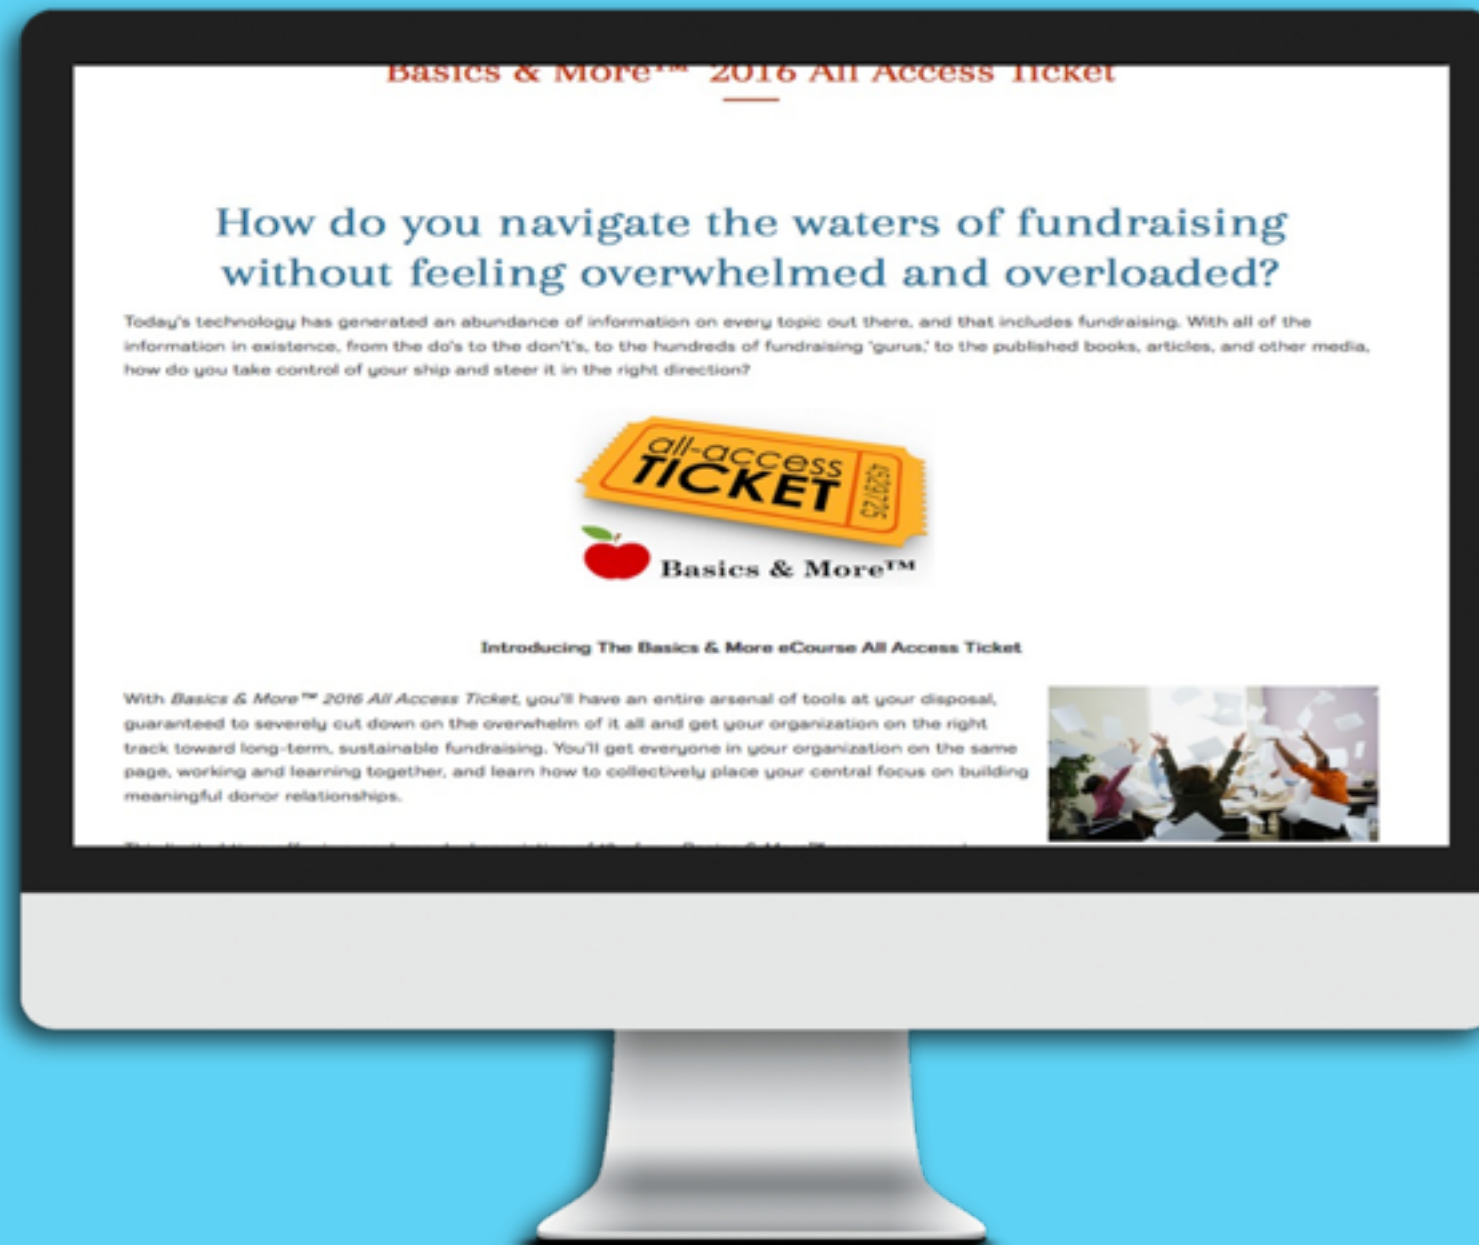 Basics & More™ 2016 All Access Ticket
How do you navigate the waters of fundraising
without feeling overwhelmed and overloaded?
Today's technology has generated an abundance of information on every topic out there, and that includes fundraising. With all of the
information in existence, from the do's to the don't's, to the hundreds of fundraising 'gurus,' to the published books, articles, and other media,
how do you take control of your ship and steer it in the right direction?
all-access
TICKET
45297725
Basics & More™
Introducing The Basics & More eCourse All Access Ticket
With Basics & More™ 2016 All Access Ticket, you'll have an entire arsenal of tools at your disposal,
guaranteed to severely cut down on the overwhelm of it all and get your organization on the right
track toward long-term, sustainable fundraising. You'll get everyone in your organization on the same
page, working and learning together, and learn how to collectively place your central focus on building
meaningful donor relationships.